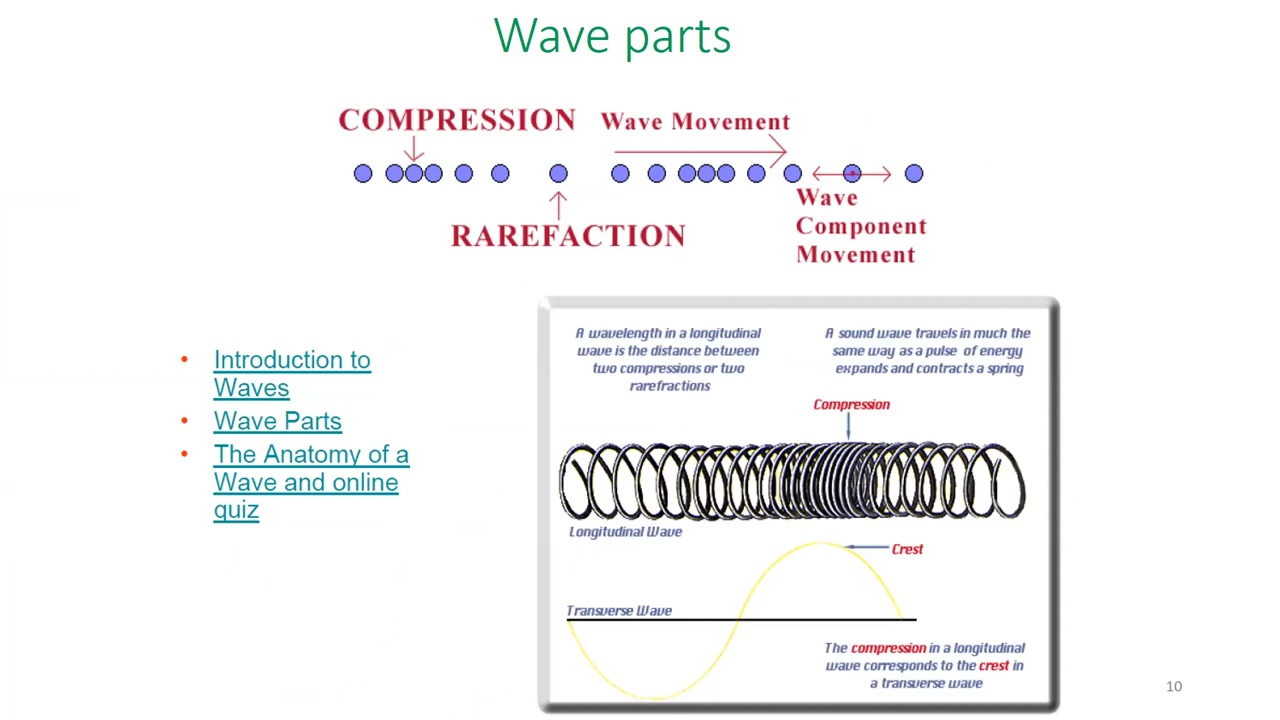 Wave parts
COMPRESSION
Wave Movement
RAREFACTION
Wave
Component
Movement
Introduction to
Waves
Wave Parts
The Anatomy of a
Wave and online
quiz
A wavelength in a longitudinal
wave is the distance between
two compressions or two
rarefractions
A sound wave travels in much the
same way as a pulse of energy
expands and contracts a spring
Compression
Longitudinal Wave
Crest
Transverse Wave
The compression in a longitudinal
wave corresponds to the crest in
a transverse wave
10